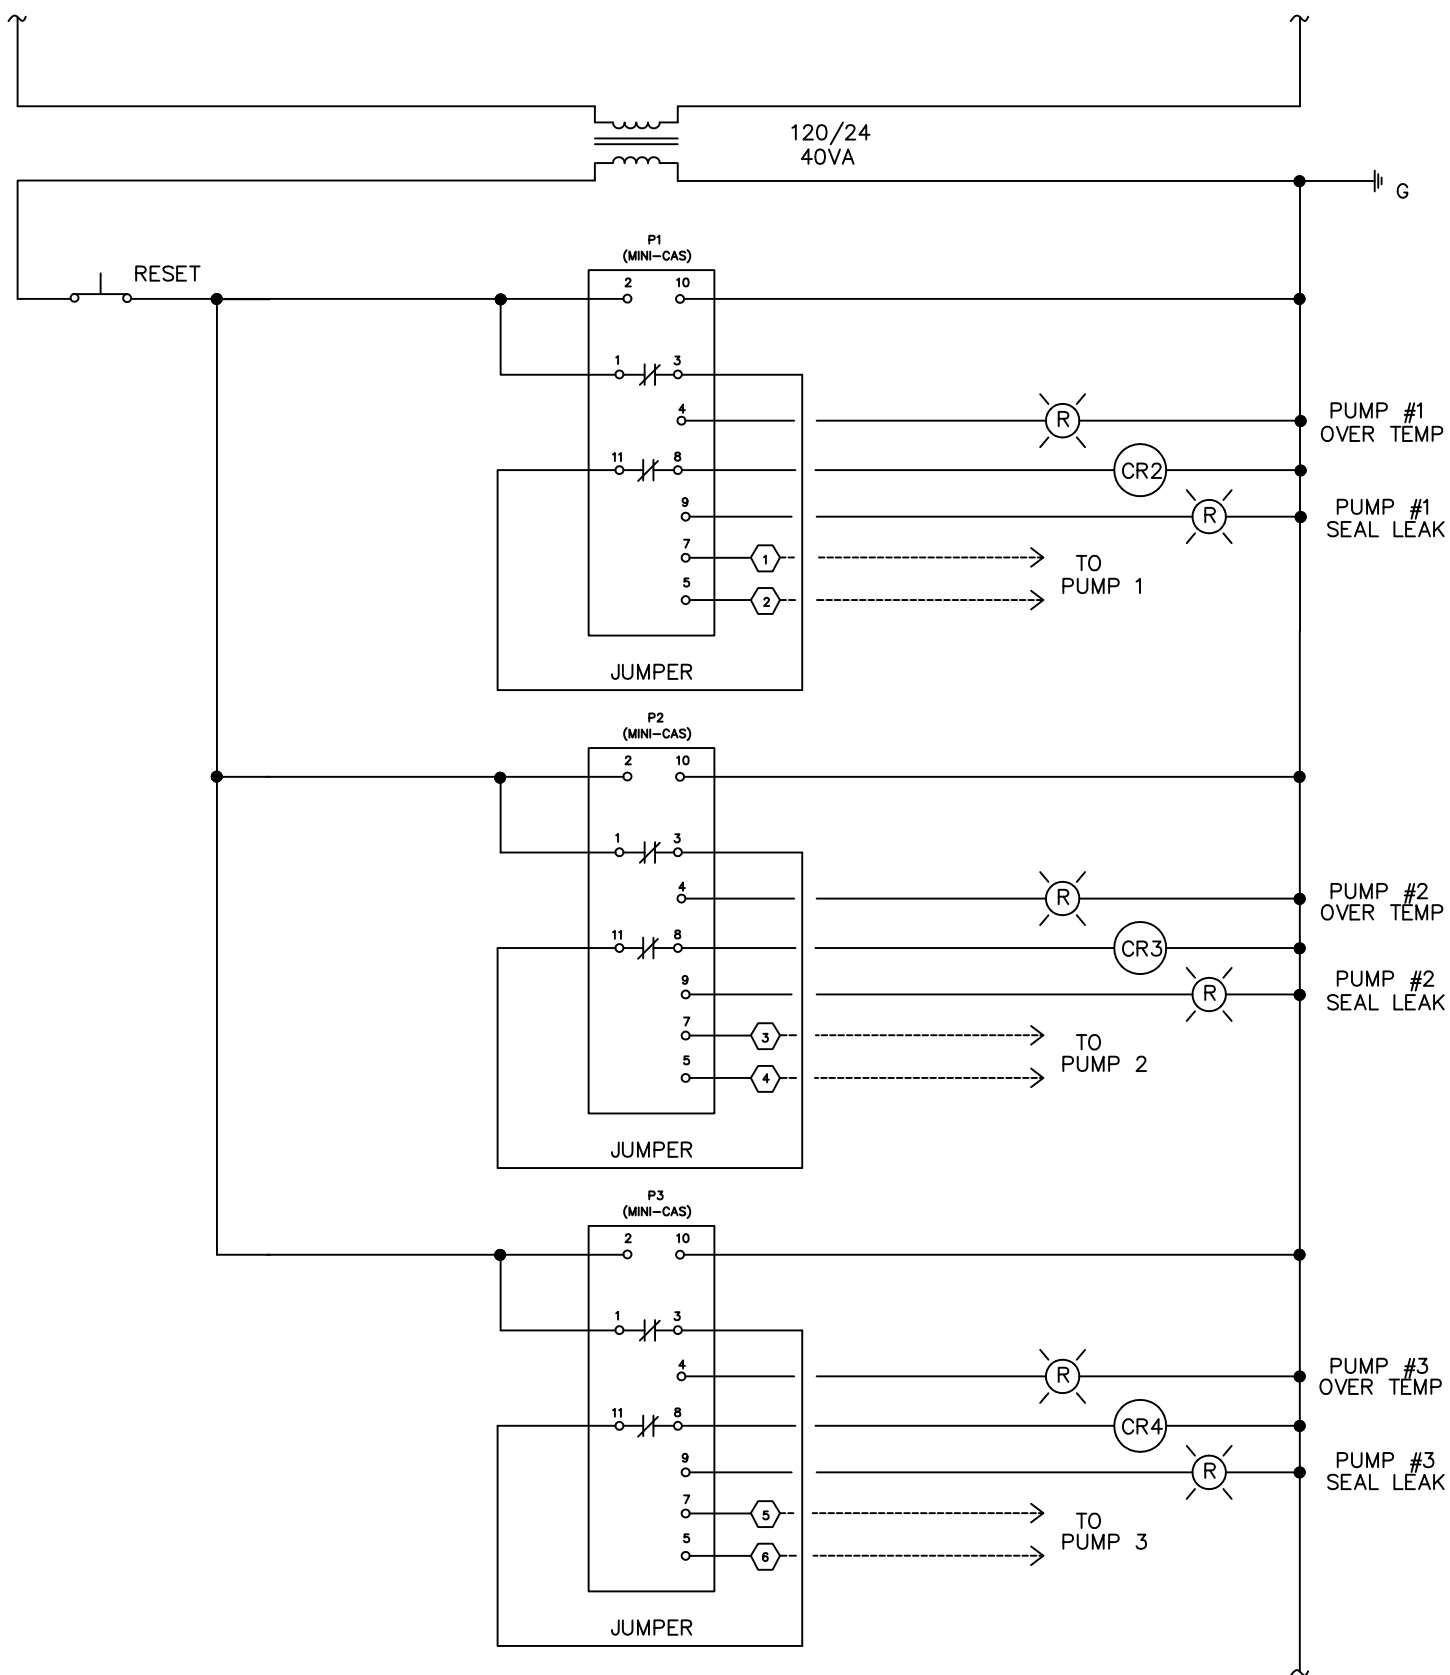 120/24
40VA
G
RESET
P1
(MINI-CAS)
2 10
1 3
4
R
PUMP #1
OVER TEMP
11 8
CR2
9
R
PUMP #1
SEAL LEAK
7
1
5
2
TO
PUMP 1
JUMPER
P2
(MINI-CAS)
2 10
1 3
4
R
PUMP #2
OVER TEMP
11 8
CR3
9
R
PUMP #2
SEAL LEAK
7
3
5
4
TO
PUMP 2
JUMPER
P3
(MINI-CAS)
2 10
1 3
4
R
PUMP #3
OVER TEMP
11 8
CR4
9
R
PUMP #3
SEAL LEAK
7
5
5
6
TO
PUMP 3
JUMPER